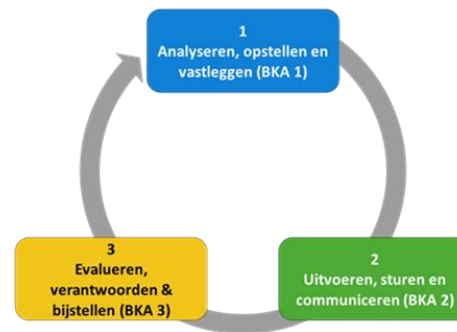 1
Analyseren, opstellen en
vastleggen (BKA 1)
2
Uitvoeren, sturen en
communiceren (BKA 2)
3
Evalueren,
verantwoorden &
bijstellen (BKA 3)